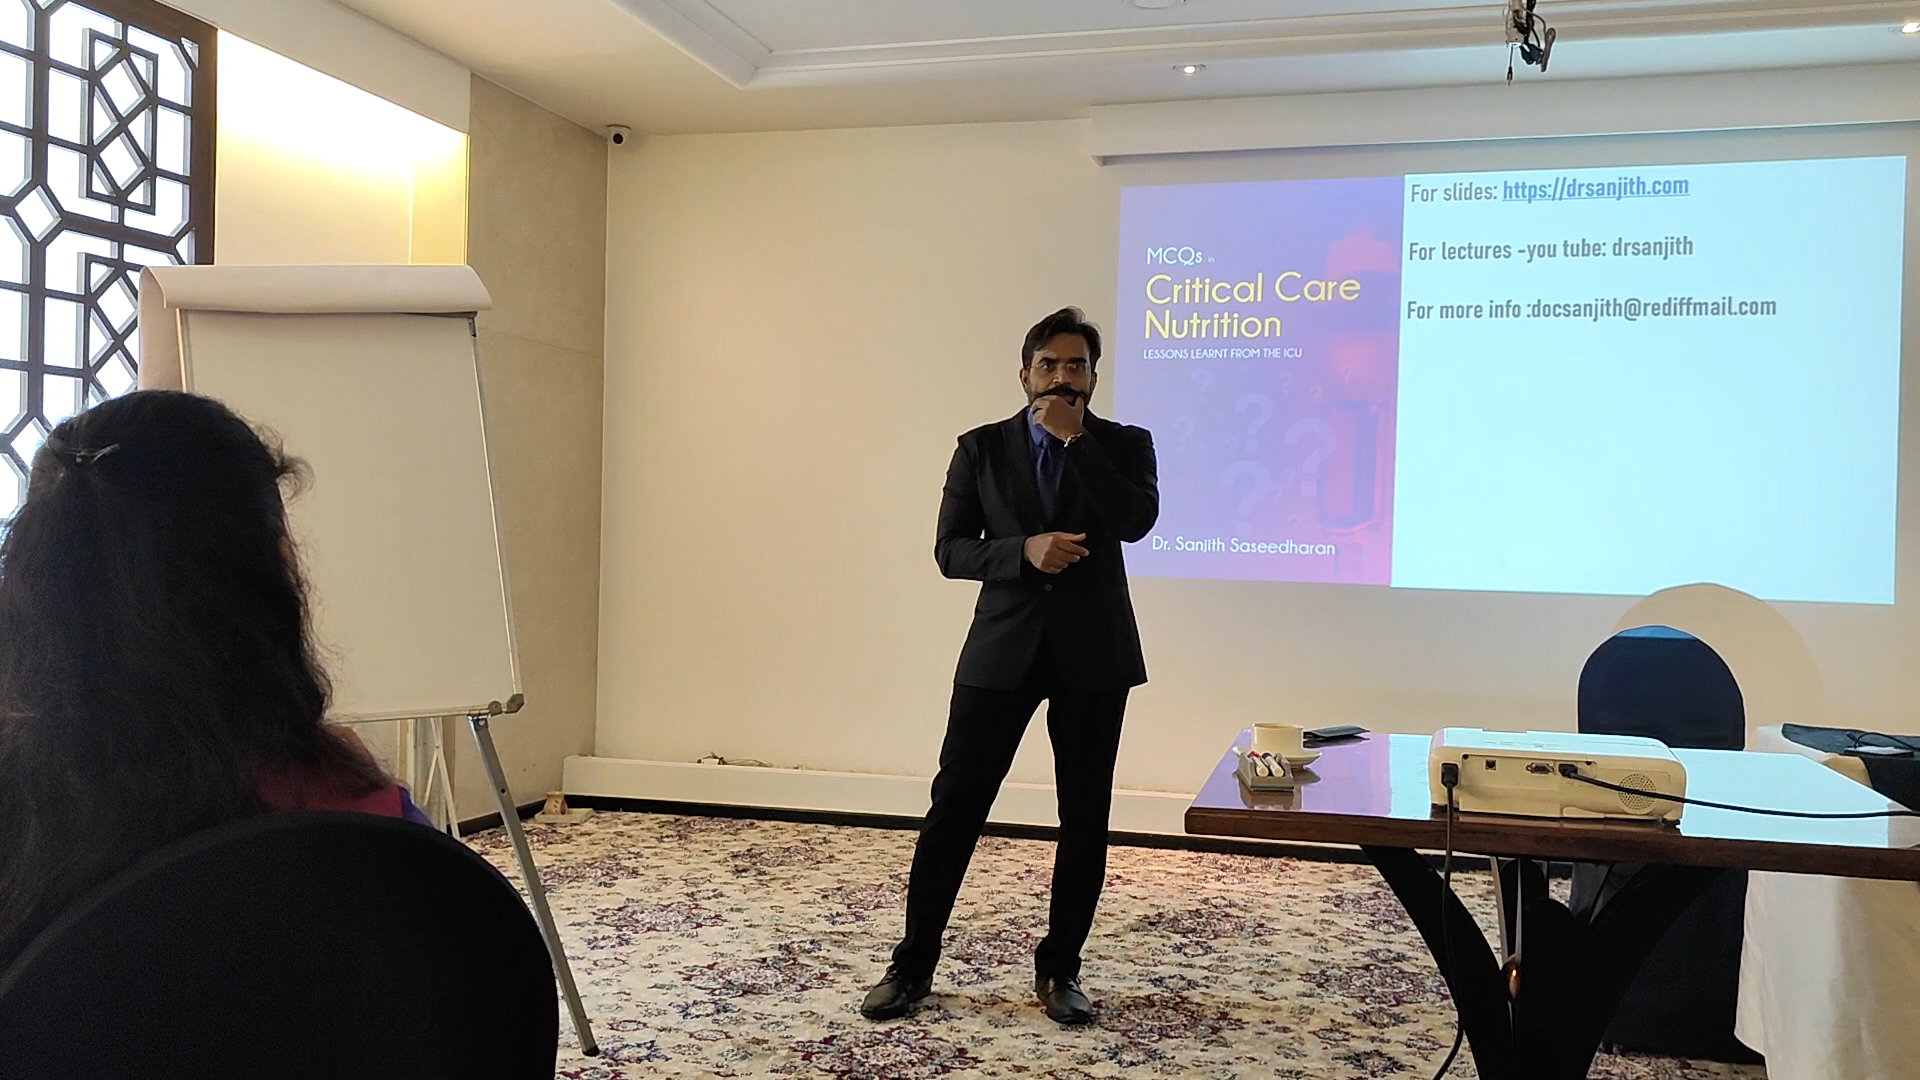 MCQs in
Critical Care
Nutrition
LESSONS LEARNT FROM THE ICU
Dr. Sanjith Saseedharan
For slides: https://drsanjith.com
For lectures -you tube: drsanjith
For more info :docsanjith@rediffmail.com